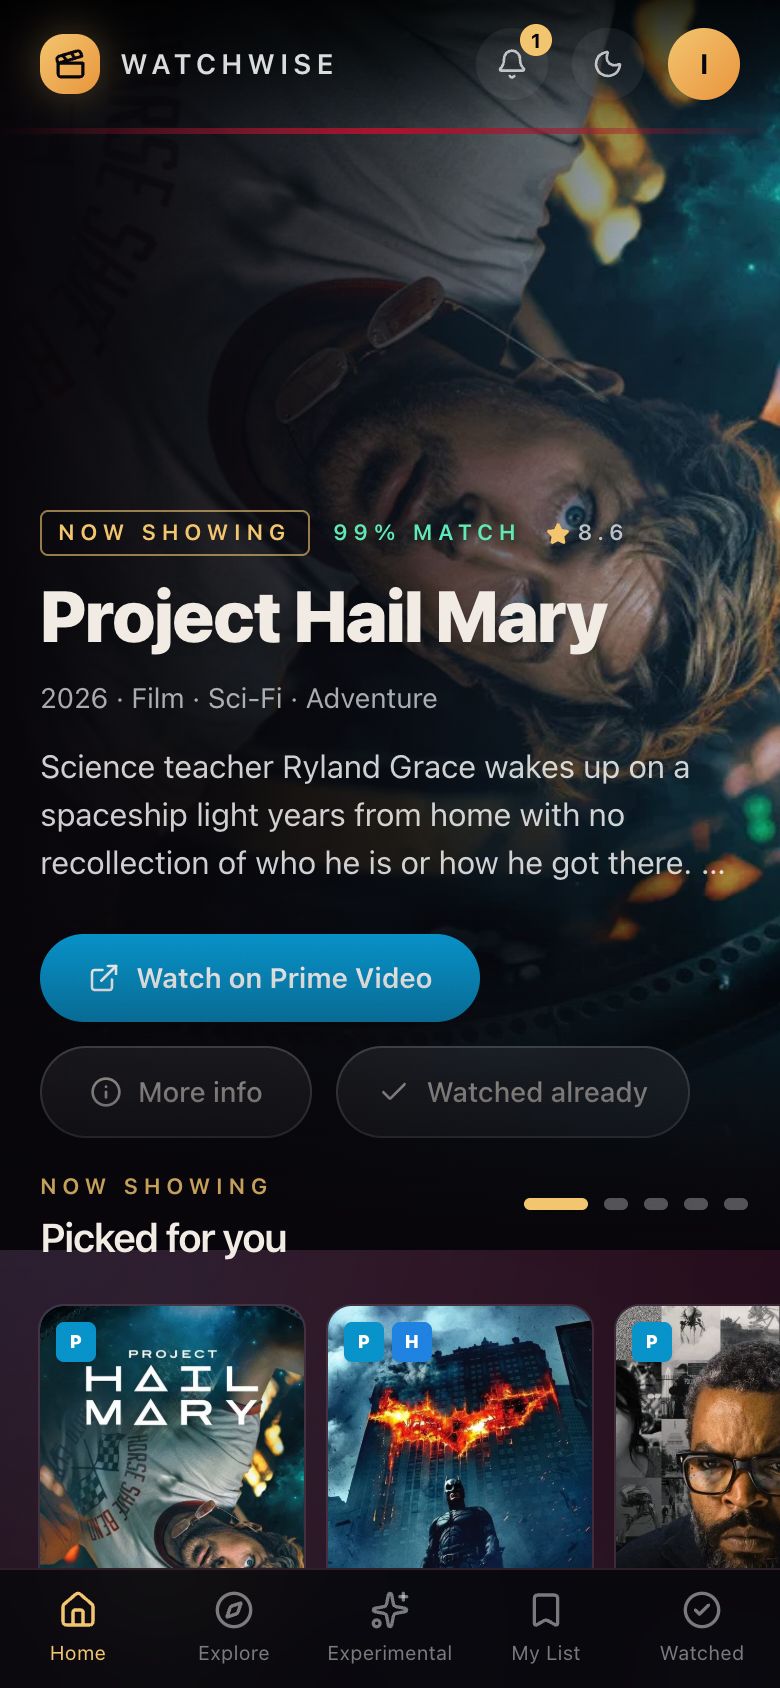 WATCHWISE
1
I
NOW SHOWING 99% MATCH 8.6
Project Hail Mary
2026 · Film · Sci-Fi · Adventure
Science teacher Ryland Grace wakes up on a
spaceship light years from home with no
recollection of who he is or how he got there. ...
Watch on Prime Video
More info
Watched already
NOW SHOWING
Picked for you
P
PROJECT
HAIL
MARY
HORSE SHOE BEND
P H
P
Home
Explore
Experimental
My List
Watched